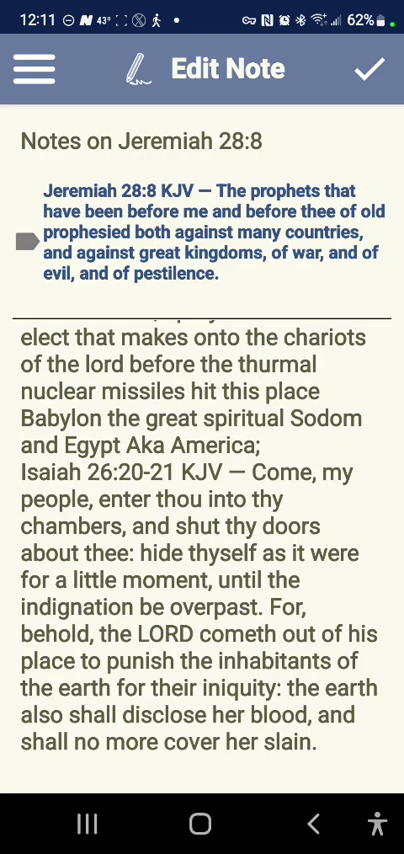 12:11 43° 62%
Edit Note
Notes on Jeremiah 28:8
Jeremiah 28:8 KJV — The prophets that
have been before me and before thee of old
prophesied both against many countries,
and against great kingdoms, of war, and of
evil, and of pestilence.
elect that makes onto the chariots
of the lord before the thurmal
nuclear missiles hit this place
Babylon the great spiritual Sodom
and Egypt Aka America;
Isaiah 26:20-21 KJV — Come, my
people, enter thou into thy
chambers, and shut thy doors
about thee: hide thyself as it were
for a little moment, until the
indignation be overpast. For,
behold, the LORD cometh out of his
place to punish the inhabitants of
the earth for their iniquity: the earth
also shall disclose her blood, and
shall no more cover her slain.